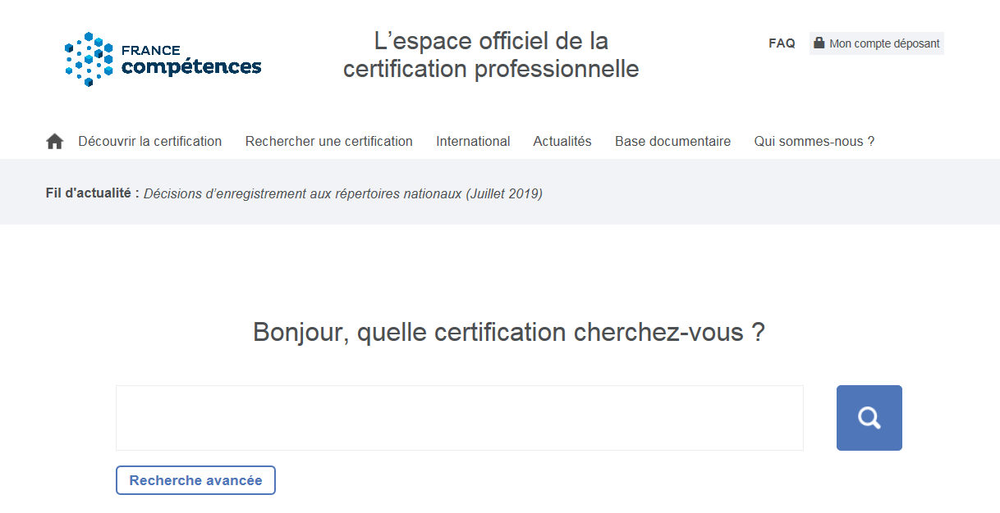 FRANCE
compétences
L’espace officiel de la
certification professionnelle
FAQ
Mon compte déposant
Découvrir la certification Rechercher une certification International Actualités Base documentaire Qui sommes-nous ?
Fil d'actualité : Décisions d’enregistrement aux répertoires nationaux (Juillet 2019)
Bonjour, quelle certification cherchez-vous ?
Recherche avancée